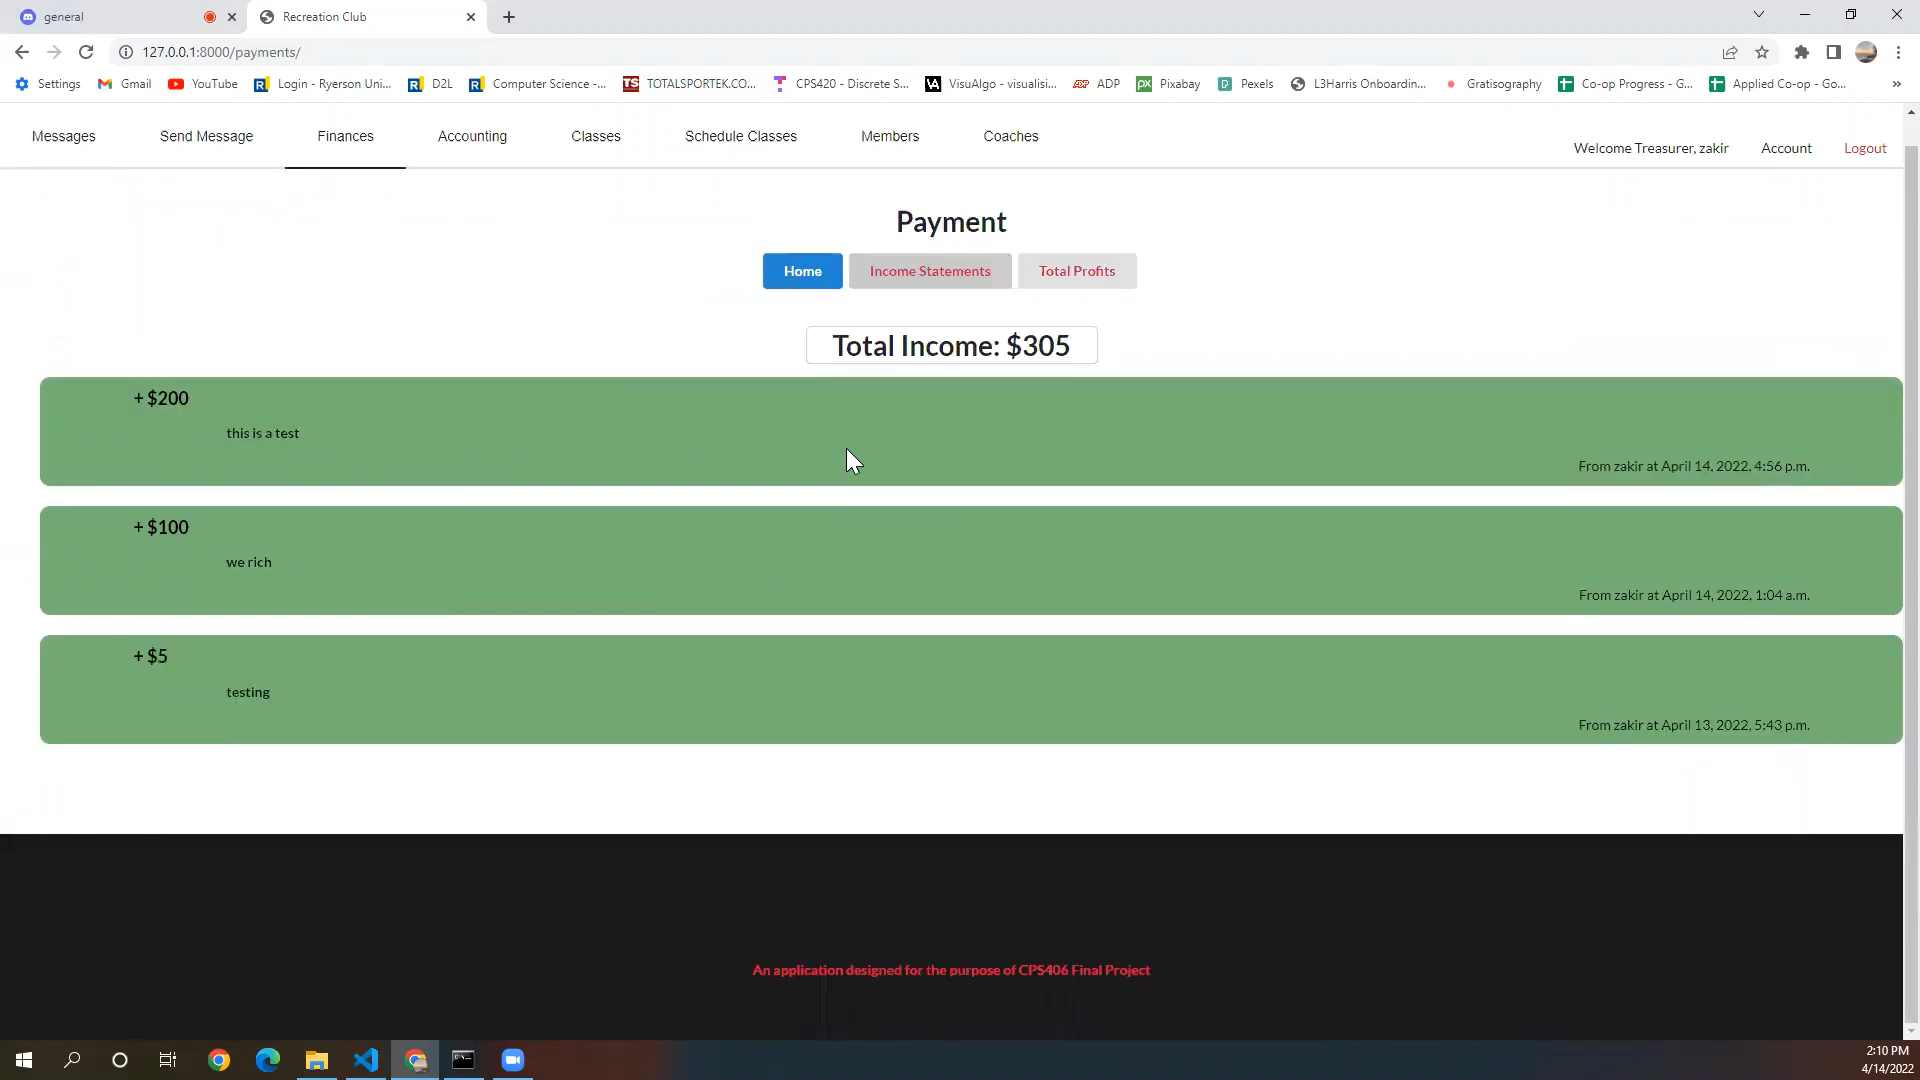 general
Recreation Club
127.0.0.1:8000/payments/
Settings
Gmail
YouTube
Login - Ryerson Uni...
D2L
Computer Science -...
TOTALSPORTEK.CO...
CPS420 - Discrete S...
VisuAlgo - visualisi...
ADP
Pixabay
Pexels
L3Harris Onboardin...
Gratisography
Co-op Progress - G...
Applied Co-op - Go...
Messages
Send Message
Finances
Accounting
Classes
Schedule Classes
Members
Coaches
Welcome Treasurer, zakir
Account
Logout
Payment
Home
Income Statements
Total Profits
Total Income: $305
+ $200
this is a test
From zakir at April 14, 2022, 4:56 p.m.
+ $100
we rich
From zakir at April 14, 2022, 1:04 a.m.
+ $5
testing
From zakir at April 13, 2022, 5:43 p.m.
An application designed for the purpose of CPS406 Final Project
2:10 PM
4/14/2022